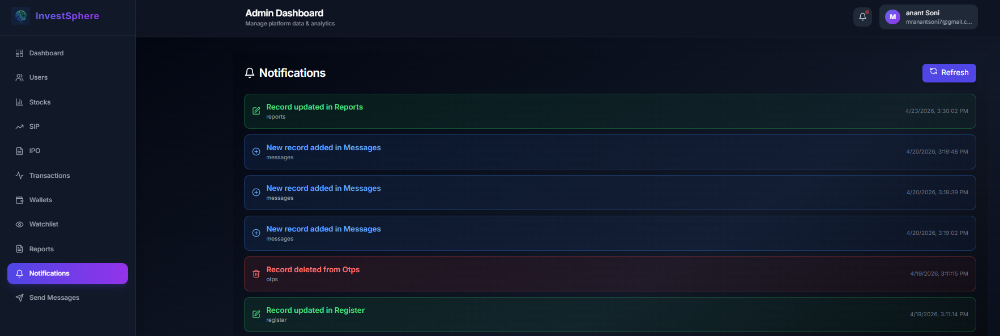 InvestSphere
Dashboard
Users
Stocks
SIP
IPO
Transactions
Wallets
Watchlist
Reports
Notifications
Send Messages
Admin Dashboard
Manage platform data & analytics
M
anant Soni
mranantsoni7@gmail.c...
Notifications
Refresh
Record updated in Reports
reports
4/23/2026, 3:30:02 PM
New record added in Messages
messages
4/20/2026, 3:19:48 PM
New record added in Messages
messages
4/20/2026, 3:19:39 PM
New record added in Messages
messages
4/20/2026, 3:19:02 PM
Record deleted from Otps
otps
4/19/2026, 3:11:15 PM
Record updated in Register
register
4/19/2026, 3:11:14 PM